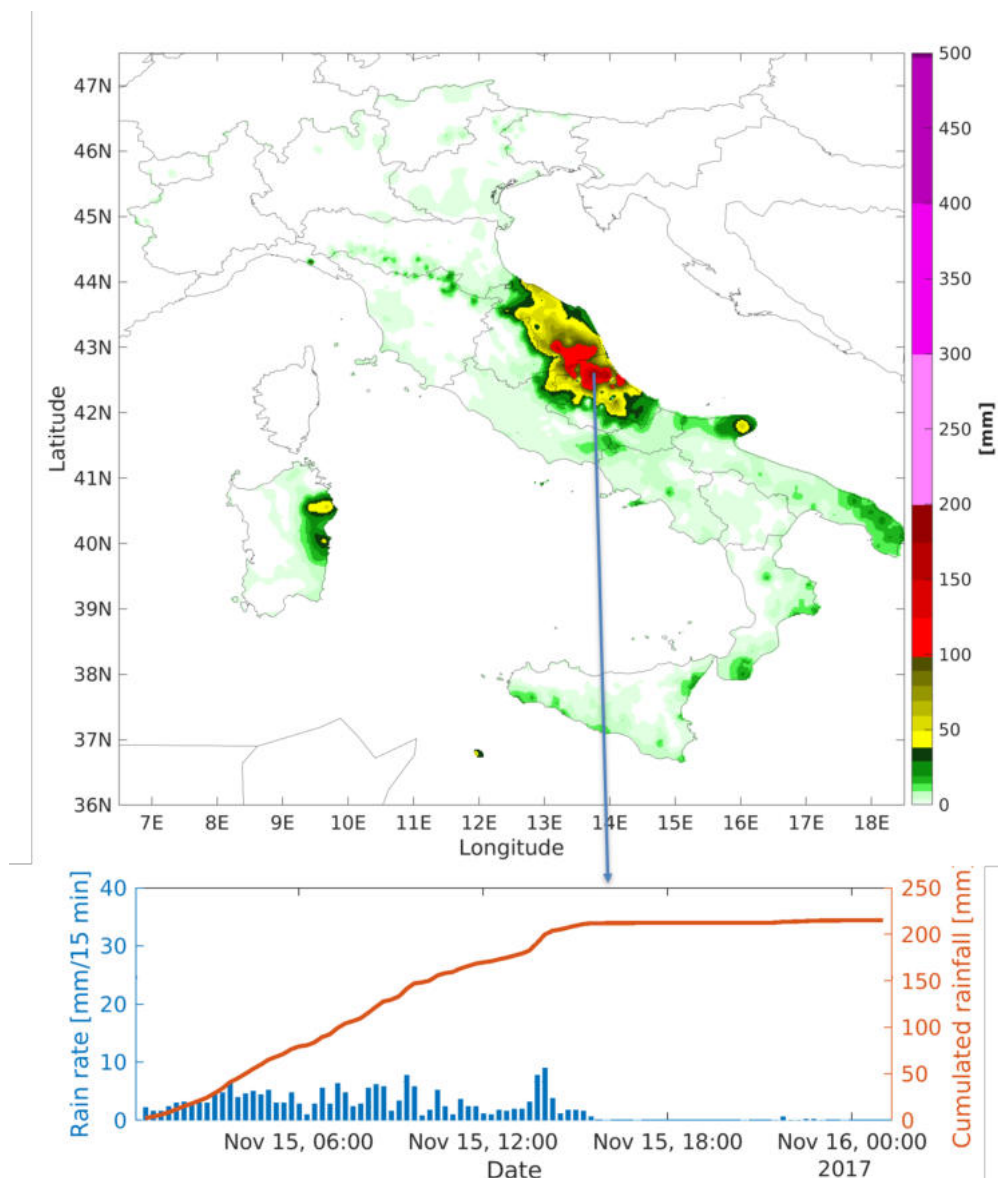 47N
46N
45N
44N
43N
42N
41N
40N
39N
38N
37N
36N
Latitude
7E 8E 9E 10E 11E 12E 13E 14E 15E 16E 17E 18E
Longitude
500
450
400
350
300
250
200
150
100
50
0
[mm]
40
30
20
10
0
Rain rate [mm/15 min]
250
200
150
100
50
0
Cumulated rainfall [mm]
Nov 15, 06:00 Nov 15, 12:00 Nov 15, 18:00 Nov 16, 00:00
Date 2017